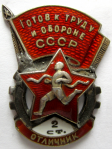 ГОТОВ К ТРУДУ
И ОБОРОНЕ
СССР
2
СТ.
ОТЛИЧНИК